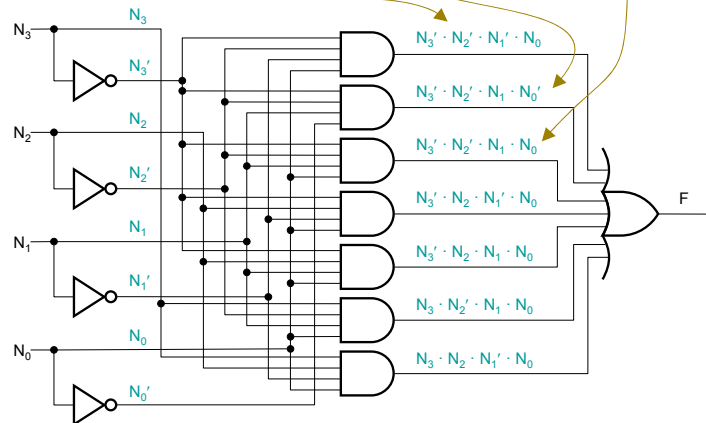 N₃
N₃
N₃′
N₂
N₂
N₂′
N₁
N₁
N₁′
N₀
N₀
N₀′
N₃′ · N₂′ · N₁′ · N₀
N₃′ · N₂′ · N₁ · N₀′
N₃′ · N₂′ · N₁ · N₀
N₃′ · N₂ · N₁′ · N₀
N₃′ · N₂ · N₁ · N₀
N₃ · N₂′ · N₁ · N₀
N₃ · N₂ · N₁′ · N₀
F